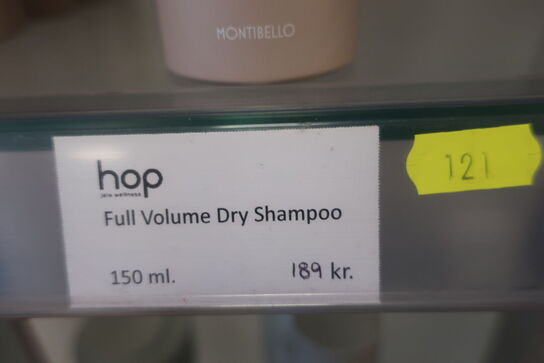 MONTIBELLO
hop
Full Volume Dry Shampoo
150 ml.
189 kr.
121